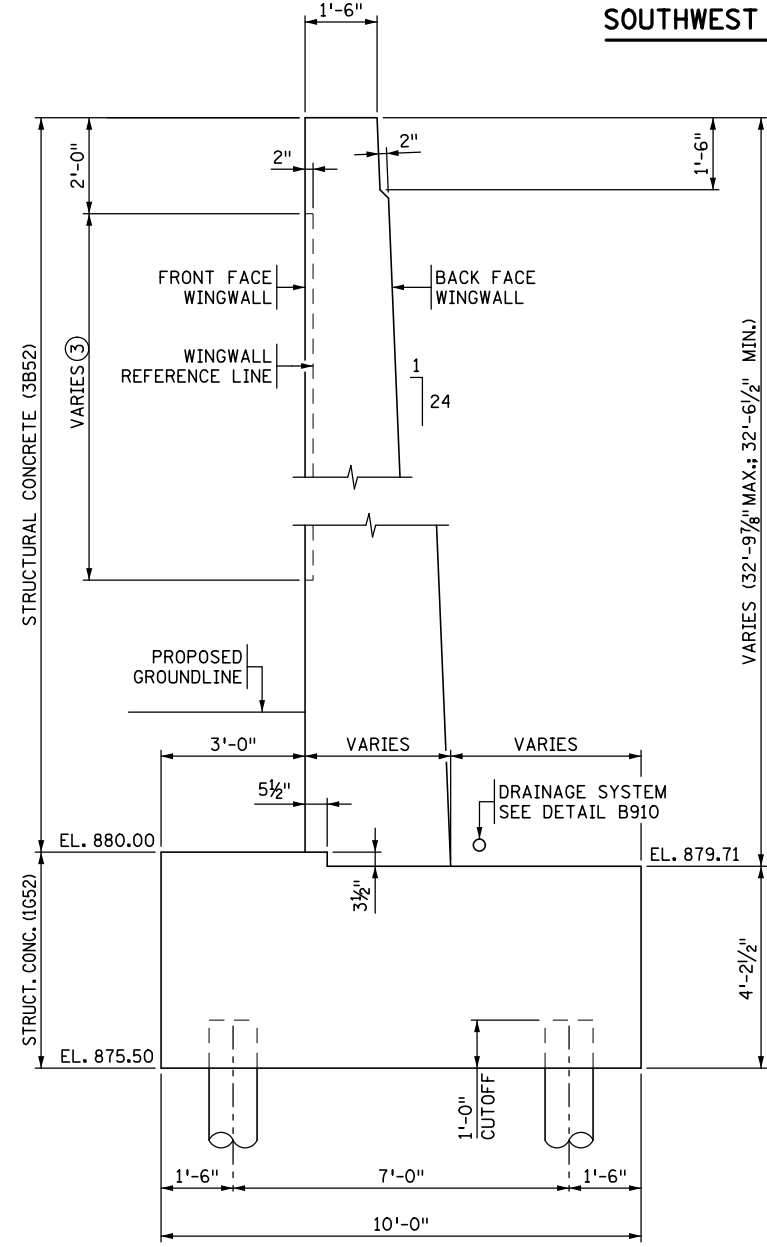 SOUTHWEST
1'-6"
2'-0"
2"
2"
1'-6"
FRONT FACE
WINGWALL
BACK FACE
WINGWALL
WINGWALL
REFERENCE LINE
1
24
VARIES 3
STRUCTURAL CONCRETE (3B52)
VARIES (32'-9⅞" MAX.; 32'-6½" MIN.)
PROPOSED
GROUNDLINE
3'-0"
VARIES
VARIES
5½"
DRAINAGE SYSTEM
SEE DETAIL B910
EL. 880.00
EL. 879.71
3½"
STRUCT. CONC. (1G52)
4'-2½"
EL. 875.50
1'-0"
CUTOFF
1'-6"
7'-0"
1'-6"
10'-0"